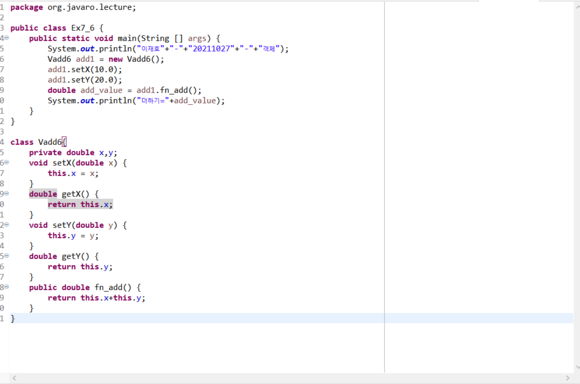 1 package org.javaro.lecture;
2
3 public class Ex7_6 {
4 public static void main(String [] args) {
5 System.out.println("이재호"+"-"+"20211027"+"-"+"객체");
6 Vadd6 add1 = new Vadd6();
7 add1.setX(10.0);
8 add1.setY(20.0);
9 double add_value = add1.fn_add();
0 System.out.println("더하기="+add_value);
1 }
2 }
3
4 class Vadd6{
5 private double x,y;
6 void setX(double x) {
7 this.x = x;
8 }
9 double getX() {
0 return this.x;
1 }
2 void setY(double y) {
3 this.y = y;
4 }
5 double getY() {
6 return this.y;
7 }
8 public double fn_add() {
9 return this.x+this.y;
0 }
1 }